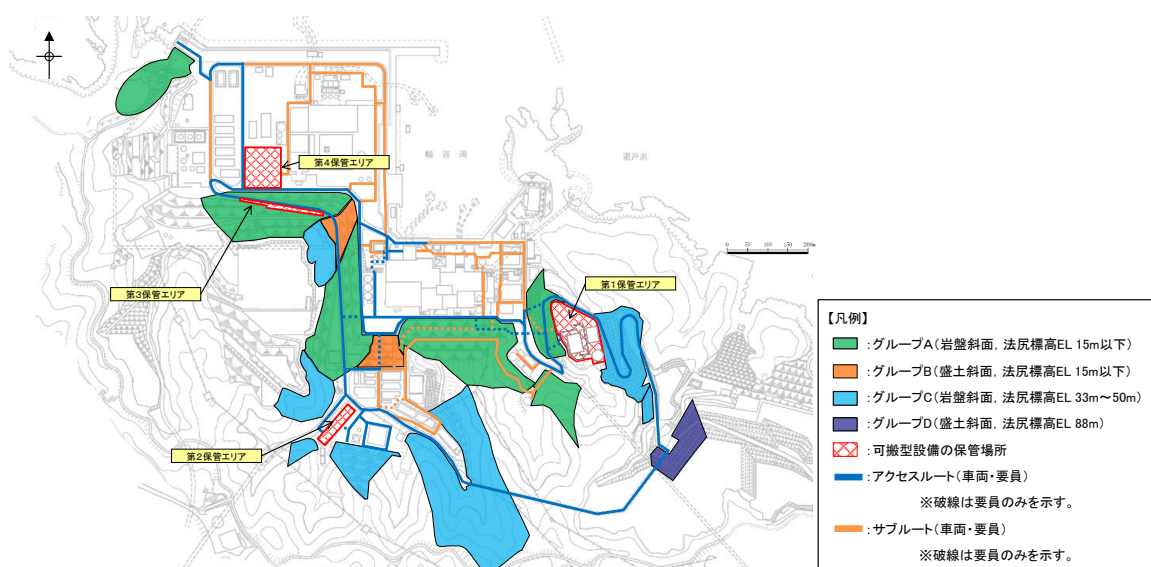 第4保管エリア
輪谷湾
第3保管エリア
第1保管エリア
第2保管エリア
0 50 100 150 200m
【凡例】
:グループA(岩盤斜面,法尻標高EL 15m以下)
:グループB(盛土斜面,法尻標高EL 15m以下)
:グループC(岩盤斜面,法尻標高EL 33m～50m)
:グループD(盛土斜面,法尻標高EL 88m)
:可搬型設備の保管場所
:アクセスルート(車両・要員)
※破線は要員のみを示す。
:サブルート(車両・要員)
※破線は要員のみを示す。